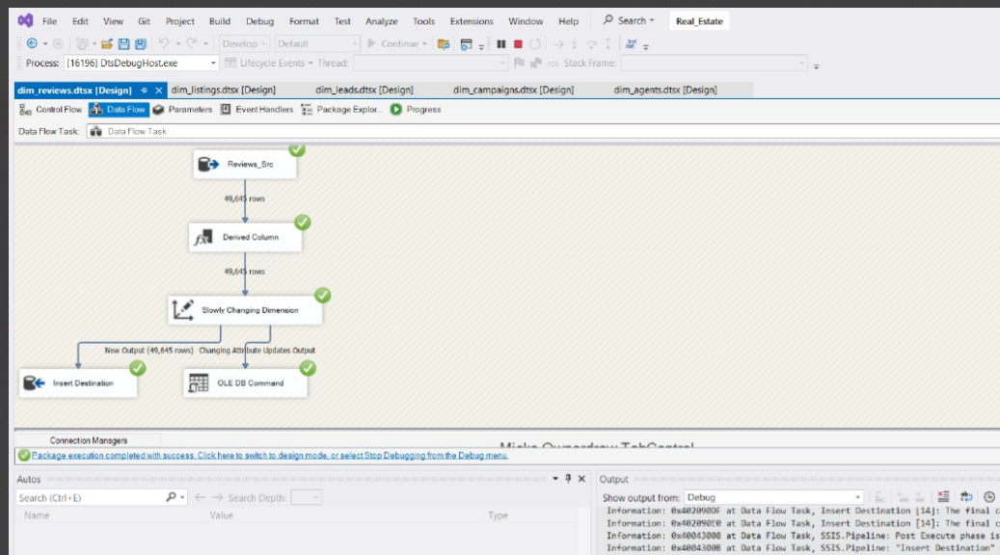 File Edit View Git Project Build Debug Format Test Analyze Tools Extensions Window Help Search Real_Estate
Develop Default Continue
Process: [16196] DtsDebugHost.exe Lifecycle Events Thread: Stack Frame:
dim_reviews.dtsx [Design] dim_listings.dtsx [Design] dim_leads.dtsx [Design] dim_campaigns.dtsx [Design] dim_agents.dtsx [Design]
Control Flow Data Flow Parameters Event Handlers Package Explor... Progress
Data Flow Task: Data Flow Task
Reviews_Src
49,645 rows
Derived Column
49,645 rows
Slowly Changing Dimension
New Output (49,645 rows) Changing Attribute Updates Output
Insert Destination OLE DB Command
Connection Managers
Package execution completed with success. Click here to switch to design mode, or select Stop Debugging from the Debug menu.
Autos Output
Search (Ctrl+E) Search Depth: Show output from: Debug
Name Value Type
Information: 0x402090DF at Data Flow Task, Insert Destination [14]: The final c
Information: 0x402090E0 at Data Flow Task, Insert Destination [14]: The final c
Information: 0x40043008 at Data Flow Task, SSIS.Pipeline: Post Execute phase is
Information: 0x4004300B at Data Flow Task, SSIS.Pipeline: "Insert Destination"